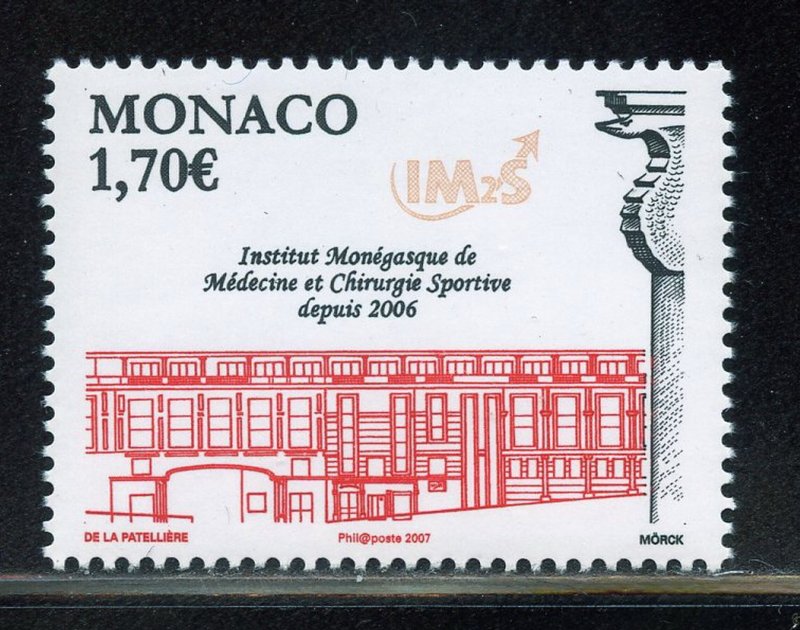 MONACO
1,70€
IM2S
Institut Monégasque de
Médecine et Chirurgie Sportive
depuis 2006
DE LA PATELLIÈRE
Phil@poste 2007
MÖRCK